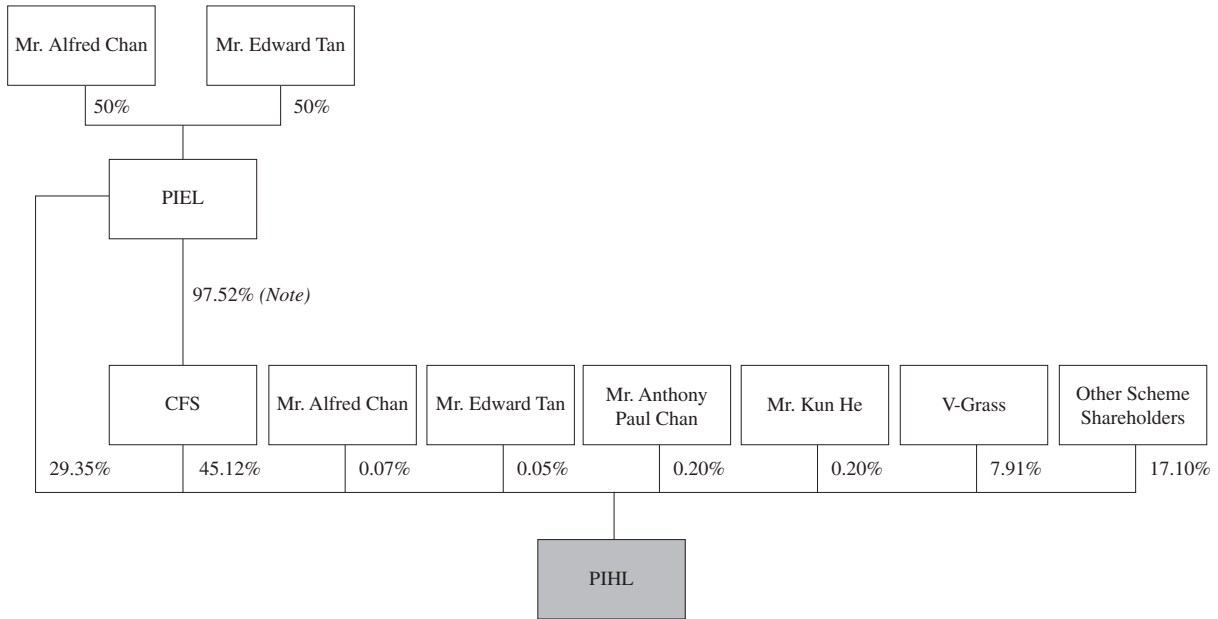 Mr. Alfred Chan
Mr. Edward Tan
50%
50%
PIEL
97.52% (Note)
CFS
Mr. Alfred Chan
Mr. Edward Tan
Mr. Anthony
Paul Chan
Mr. Kun He
V-Grass
Other Scheme
Shareholders
29.35%
45.12%
0.07%
0.05%
0.20%
0.20%
7.91%
17.10%
PIHL